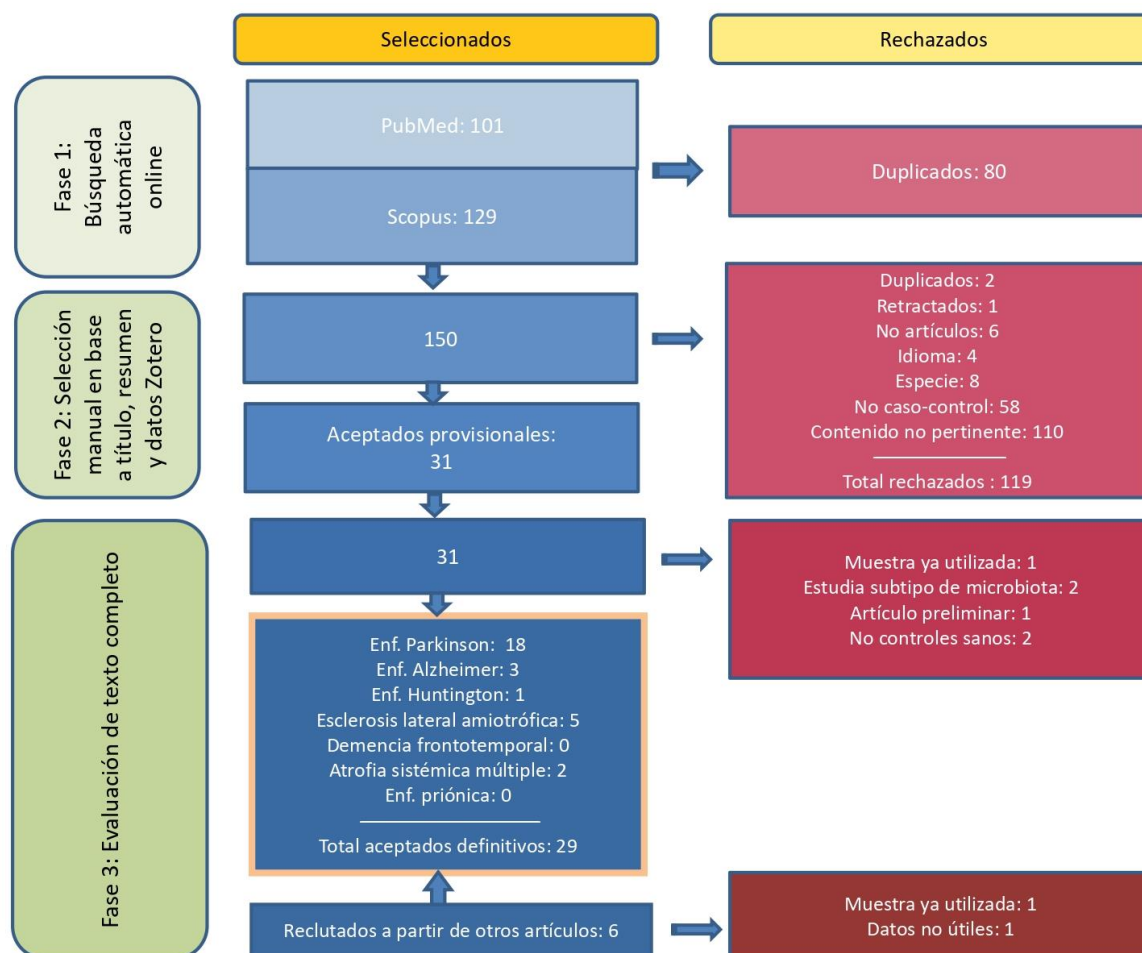 Seleccionados
Rechazados
Fase 1:
Búsqueda
automática
online
PubMed: 101
Scopus: 129
Duplicados: 80
Fase 2: Selección
manual en base
a título, resumen
y datos Zotero
150
Duplicados: 2
Retractados: 1
No artículos: 6
Idioma: 4
Especie: 8
No caso-control: 58
Contenido no pertinente: 110
Total rechazados : 119
Aceptados provisionales:
31
Fase 3: Evaluación de texto completo
31
Muestra ya utilizada: 1
Estudia subtipo de microbiota: 2
Artículo preliminar: 1
No controles sanos: 2
Enf. Parkinson: 18
Enf. Alzheimer: 3
Enf. Huntington: 1
Esclerosis lateral amiotrófica: 5
Demencia frontotemporal: 0
Atrofia sistémica múltiple: 2
Enf. priónica: 0
Total aceptados definitivos: 29
Reclutados a partir de otros artículos: 6
Muestra ya utilizada: 1
Datos no útiles: 1